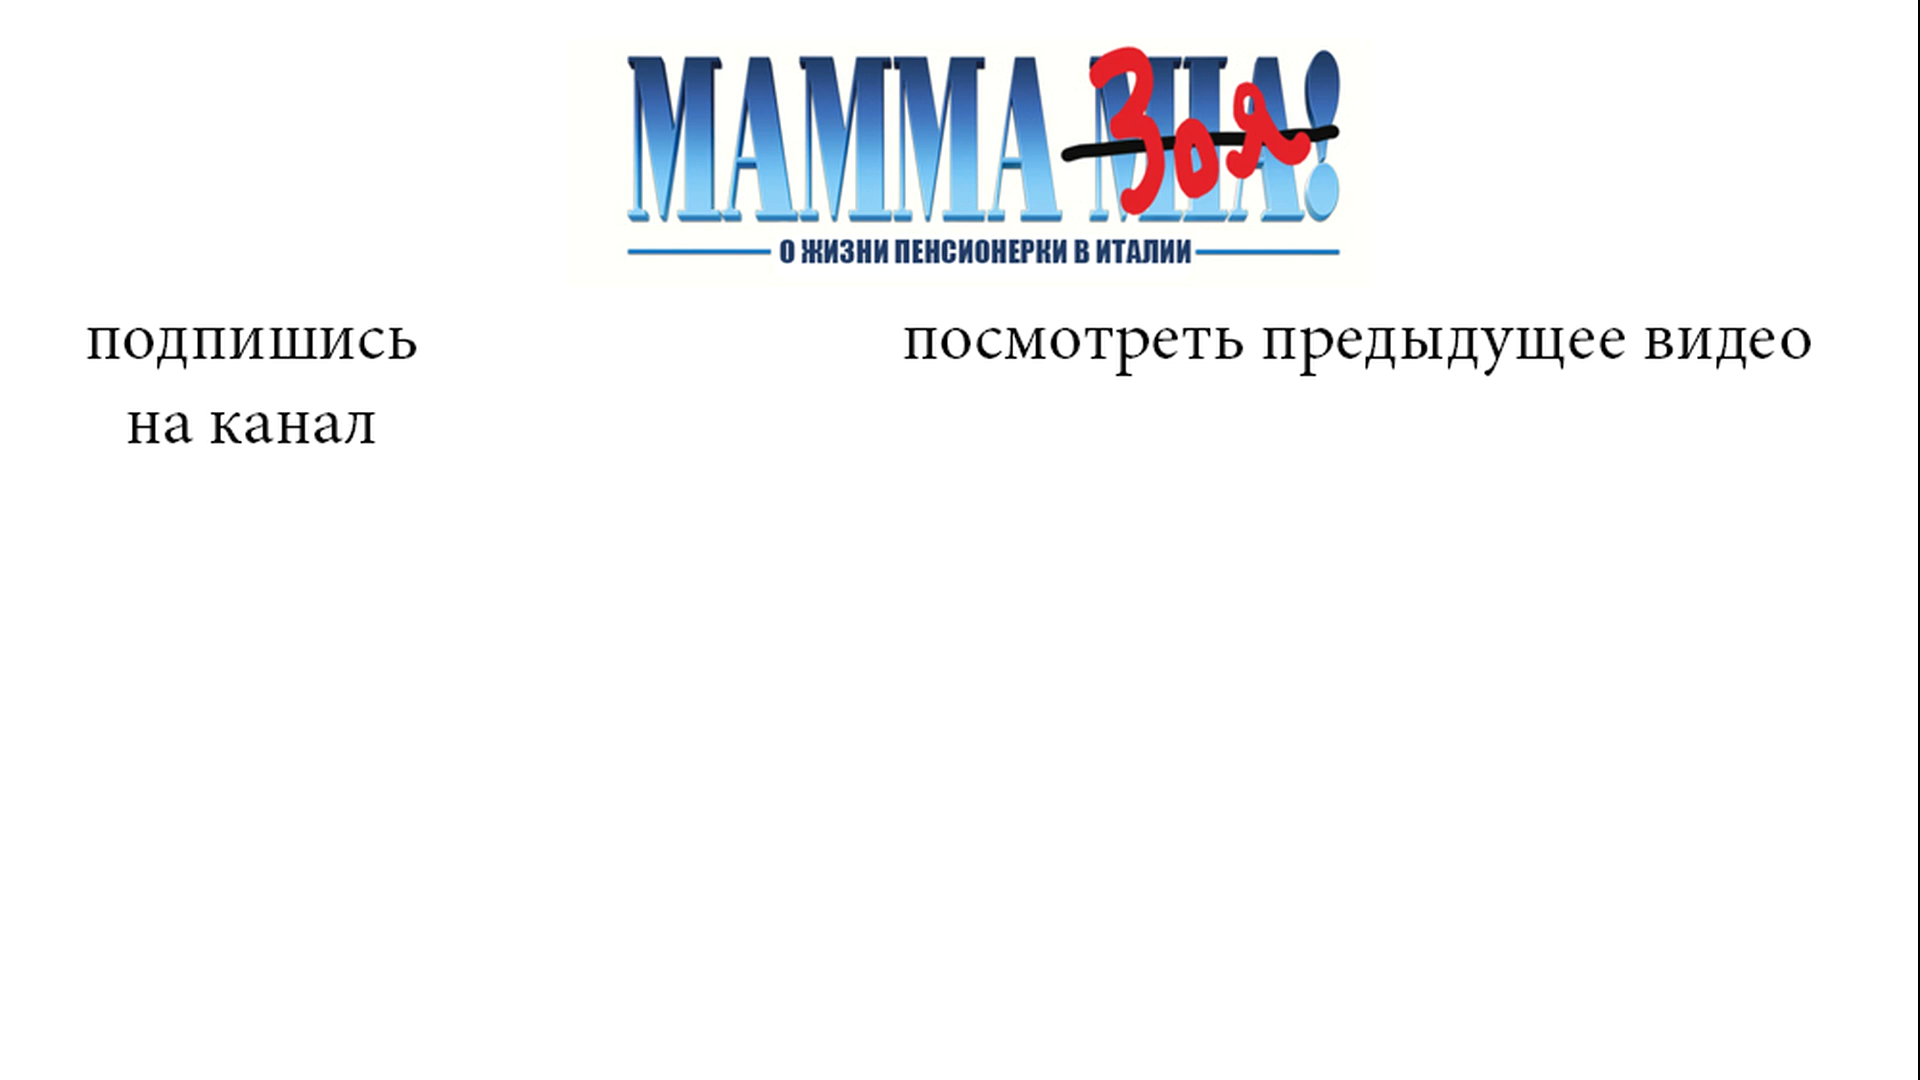 MAMMA MIA! Зоя
О ЖИЗНИ ПЕНСИОНЕРКИ В ИТАЛИИ
подпишись
на канал
посмотреть предыдущее видео